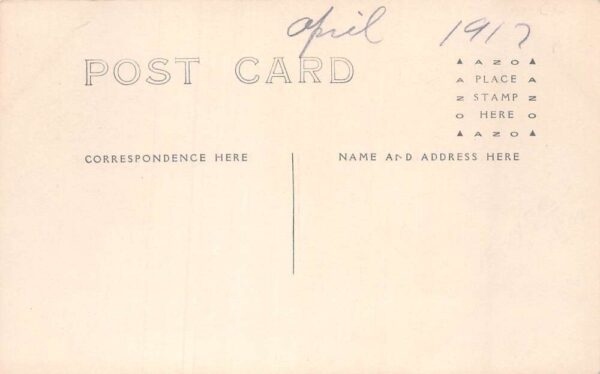 April 1917
POST CARD
▲ AZO ▲
A PLACE A
Z STAMP Z
O HERE O
▲ AZO ▲
CORRESPONDENCE HERE
NAME AND ADDRESS HERE